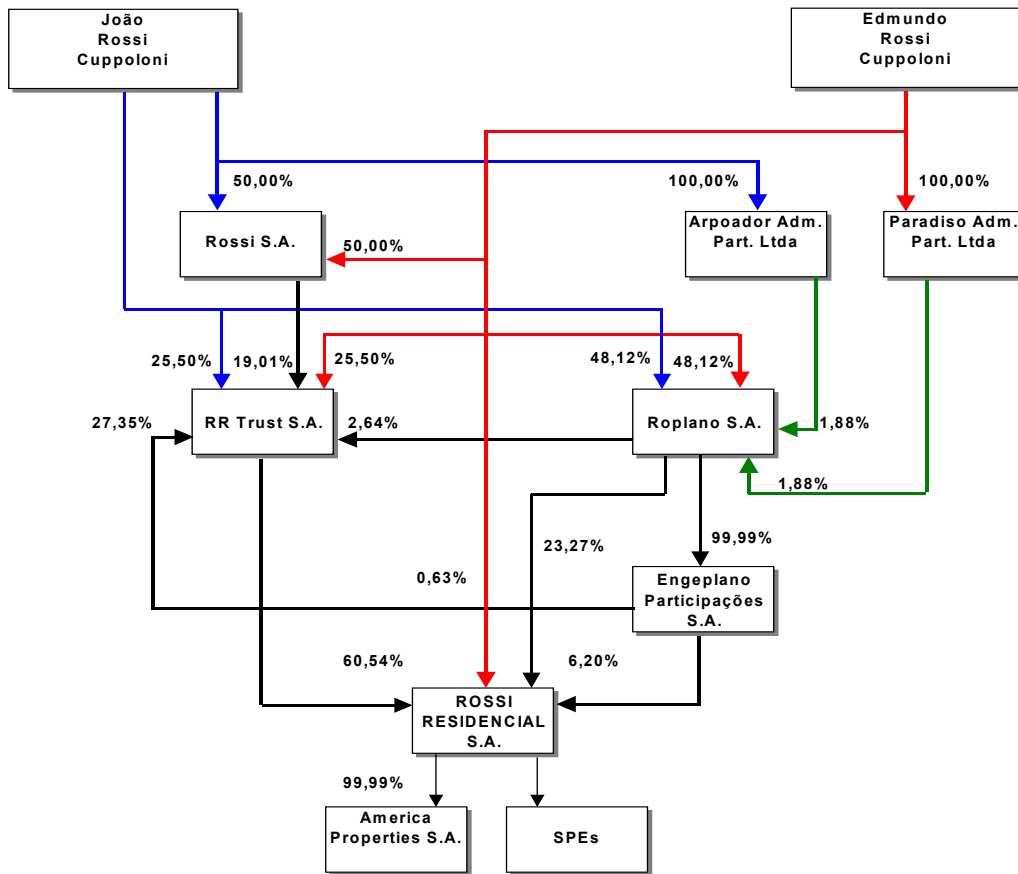 João
Rossi
Cuppoloni
Edmundo
Rossi
Cuppoloni
50,00%
100,00%
100,00%
Rossi S.A.
50,00%
Arpoador Adm.
Part. Ltda
Paradiso Adm.
Part. Ltda
25,50%
19,01%
25,50%
48,12%
48,12%
27,35%
RR Trust S.A.
2,64%
Roplano S.A.
1,88%
1,88%
23,27%
99,99%
0,63%
Engeplano
Participações
S.A.
60,54%
6,20%
ROSSI
RESIDENCIAL
S.A.
99,99%
America
Properties S.A.
SPEs